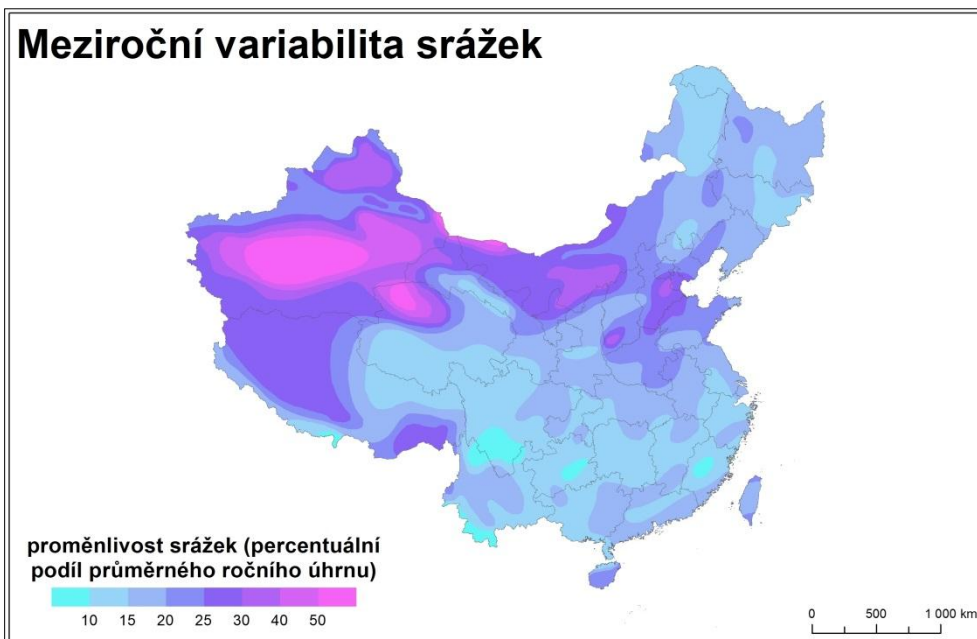 Meziroční variabilita srážek
proměnlivost srážek (percentuální
podíl průměrného ročního úhrnu)
10 15 20 25 30 40 50
0 500 1 000 km